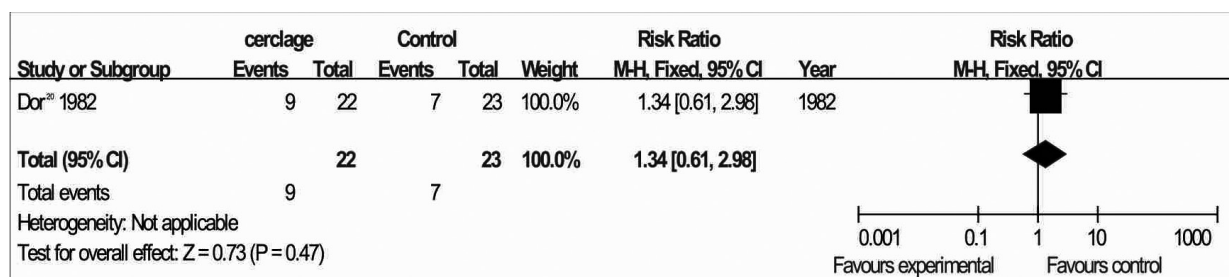 cerclage Control Risk Ratio Risk Ratio
Study or Subgroup Events Total Events Total Weight M-H, Fixed, 95% CI Year M-H, Fixed, 95% CI
Dor²⁰ 1982 9 22 7 23 100.0% 1.34 [0.61, 2.98] 1982
Total (95% CI) 22 23 100.0% 1.34 [0.61, 2.98]
Total events 9 7
Heterogeneity: Not applicable
Test for overall effect: Z = 0.73 (P = 0.47)
0.001 0.1 1 10 1000
Favours experimental Favours control